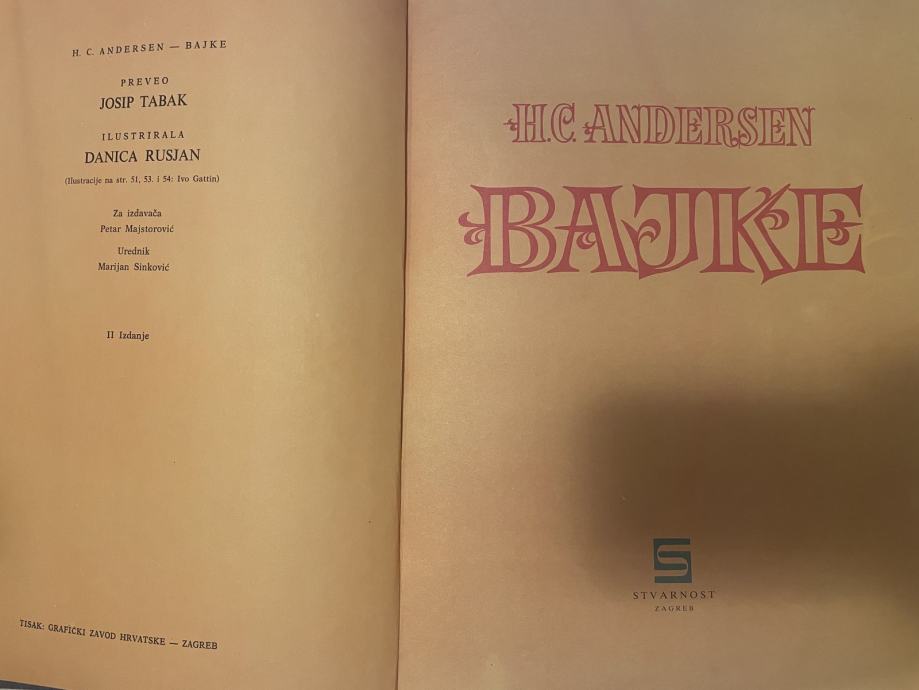 H. C. ANDERSEN — BAJKE
PREVEO
JOSIP TABAK
ILUSTRIRALA
DANICA RUSJAN
(Ilustracije na str. 51, 53. i 54: Ivo Gattin)
Za izdavača
Petar Majstorović
Urednik
Marijan Sinković
II Izdanje
TISAK: GRAFIČKI ZAVOD HRVATSKE — ZAGREB
H.C. ANDERSEN
BAJKE
S
STVARNOST
ZAGREB